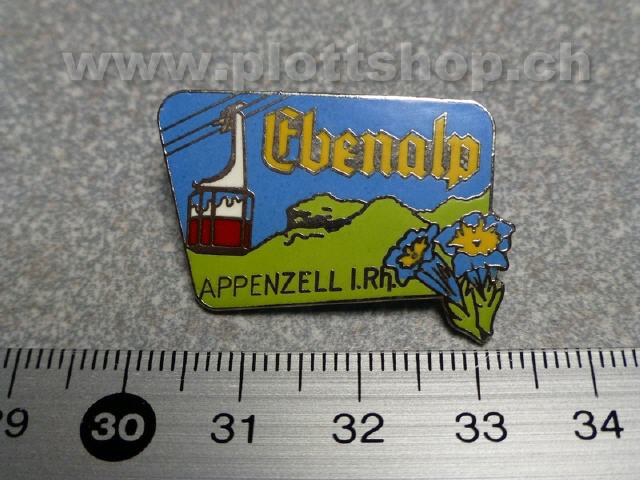 www.plottshop.ch
Ebenalp
APPENZELL I.Rh.
29 30 31 32 33 34